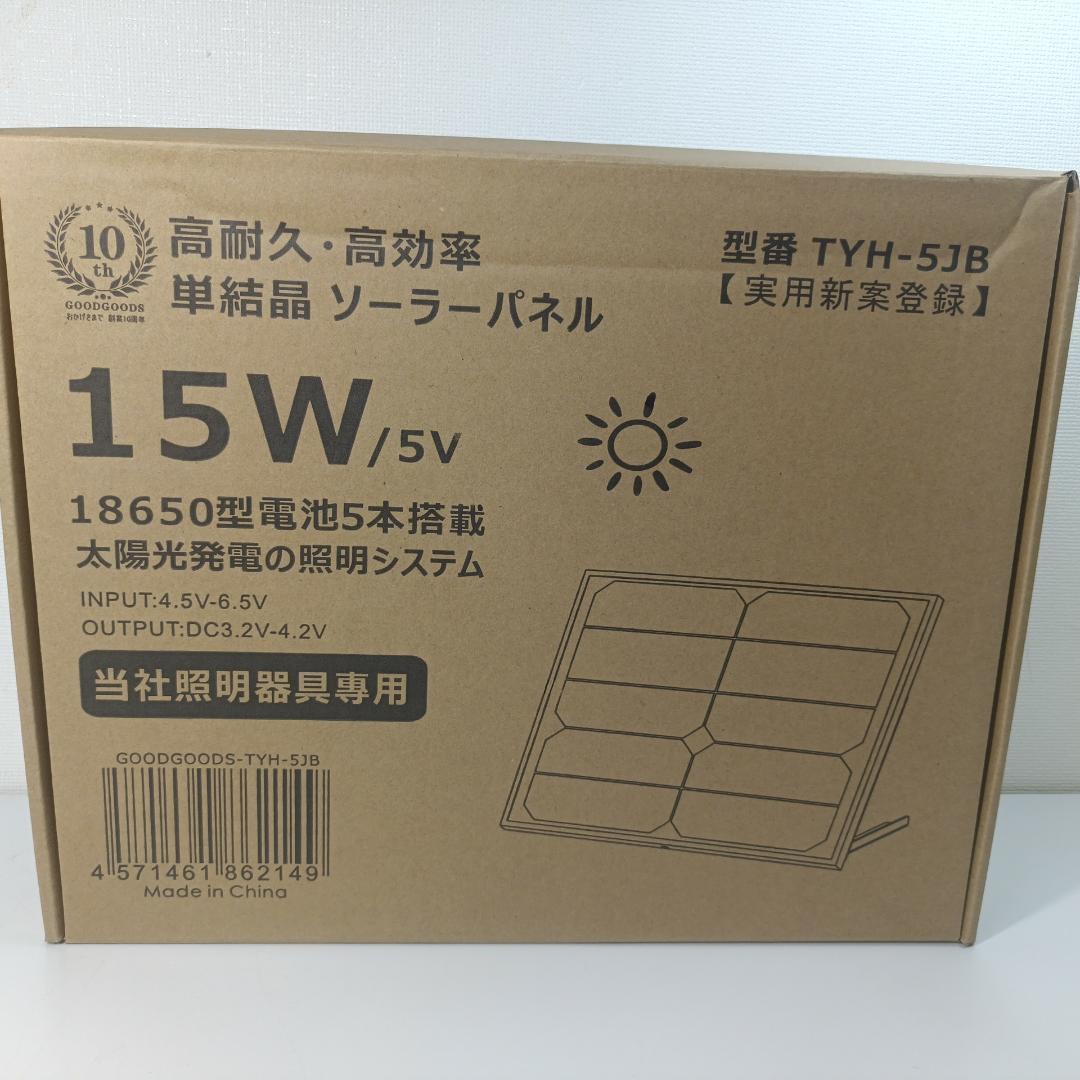 10
th
GOODGOODS
おかげさまで 創業10周年
高耐久・高効率
単結晶 ソーラーパネル
型番 TYH-5JB
【実用新案登録】
15W/5V
18650型電池5本搭載
太陽光発電の照明システム
INPUT:4.5V-6.5V
OUTPUT:DC3.2V-4.2V
当社照明器具專用
GOODGOODS-TYH-5JB
4 571461 862149
Made in China